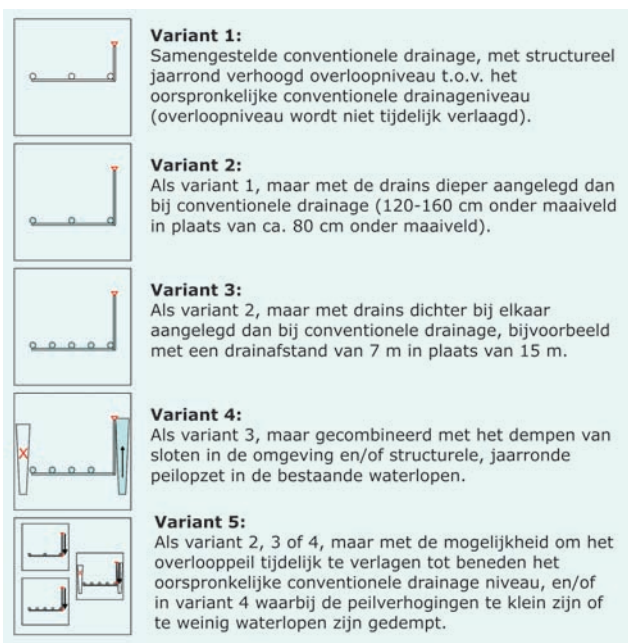 Variant 1:
Samengestelde conventionele drainage, met structureel
jaarrond verhoogd overloopniveau t.o.v. het
oorspronkelijke conventionele drainageniveau
(overloopniveau wordt niet tijdelijk verlaagd).
Variant 2:
Als variant 1, maar met de drains dieper aangelegd dan
bij conventionele drainage (120-160 cm onder maaiveld
in plaats van ca. 80 cm onder maaiveld).
Variant 3:
Als variant 2, maar met drains dichter bij elkaar
aangelegd dan bij conventionele drainage, bijvoorbeeld
met een drainafstand van 7 m in plaats van 15 m.
Variant 4:
Als variant 3, maar gecombineerd met het dempen van
sloten in de omgeving en/of structurele, jaarronde
peilopzet in de bestaande waterlopen.
Variant 5:
Als variant 2, 3 of 4, maar met de mogelijkheid om het
overlooppeil tijdelijk te verlagen tot beneden het
oorspronkelijke conventionele drainage niveau, en/of
in variant 4 waarbij de peilverhogingen te klein zijn of
te weinig waterlopen zijn gedempt.